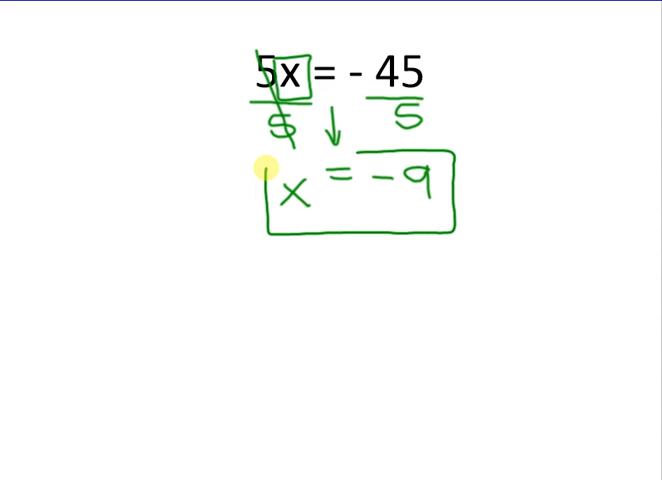 5x = - 45
5 5
x = -9